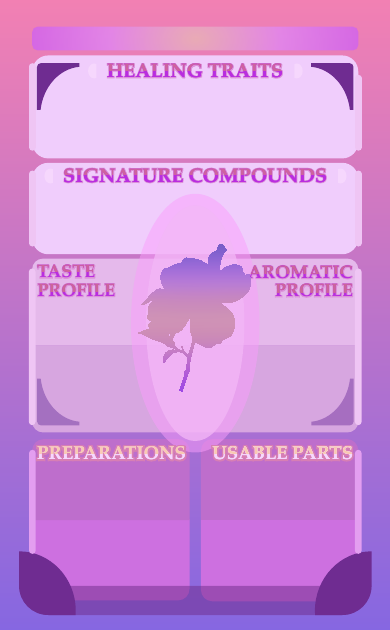 HEALING TRAITS
SIGNATURE COMPOUNDS
TASTE
PROFILE
AROMATIC
PROFILE
PREPARATIONS
USABLE PARTS